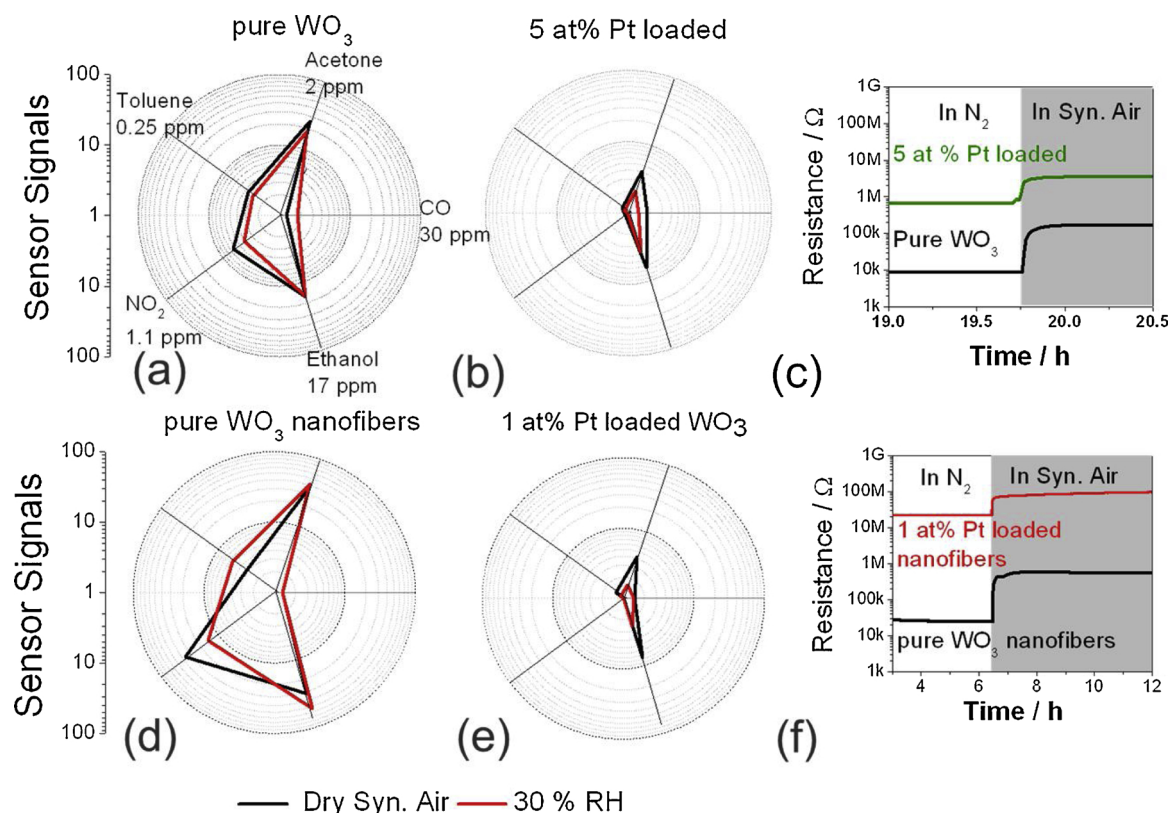 pure WO3
5 at% Pt loaded
Sensor Signals
100
10
1
10
100
Acetone
2 ppm
Toluene
0.25 ppm
CO
30 ppm
NO2
1.1 ppm
Ethanol
17 ppm
(a)
(b)
(c)
Resistance / Ω
1G
100M
10M
1M
100k
10k
1k
In N2
In Syn. Air
5 at % Pt loaded
Pure WO3
19.0 19.5 20.0 20.5
Time / h
pure WO3 nanofibers
1 at% Pt loaded WO3
Sensor Signals
100
10
1
10
100
(d)
(e)
(f)
Resistance / Ω
1G
100M
10M
1M
100k
10k
1k
In N2
In Syn. Air
1 at% Pt loaded
nanofibers
pure WO3 nanofibers
4 6 8 10 12
Time / h
Dry Syn. Air 30 % RH